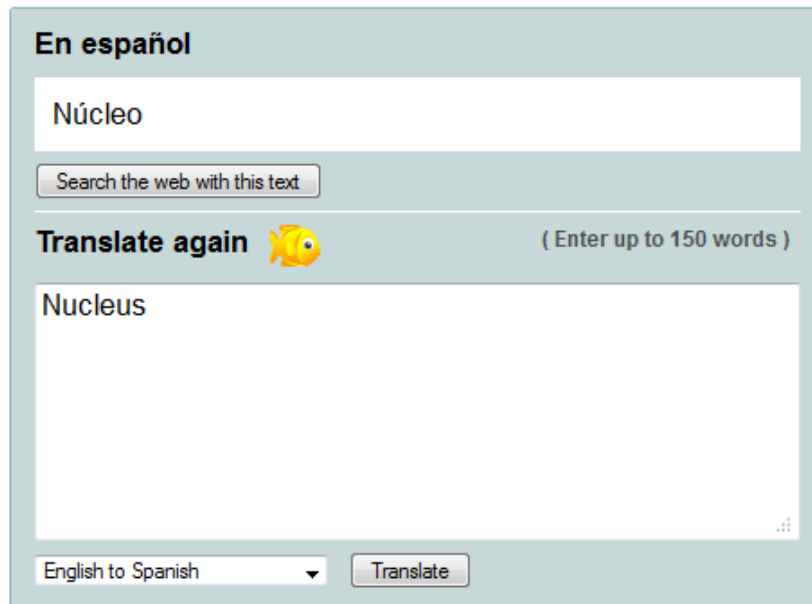 En español
Núcleo
Search the web with this text
Translate again ( Enter up to 150 words )
Nucleus
English to Spanish Translate